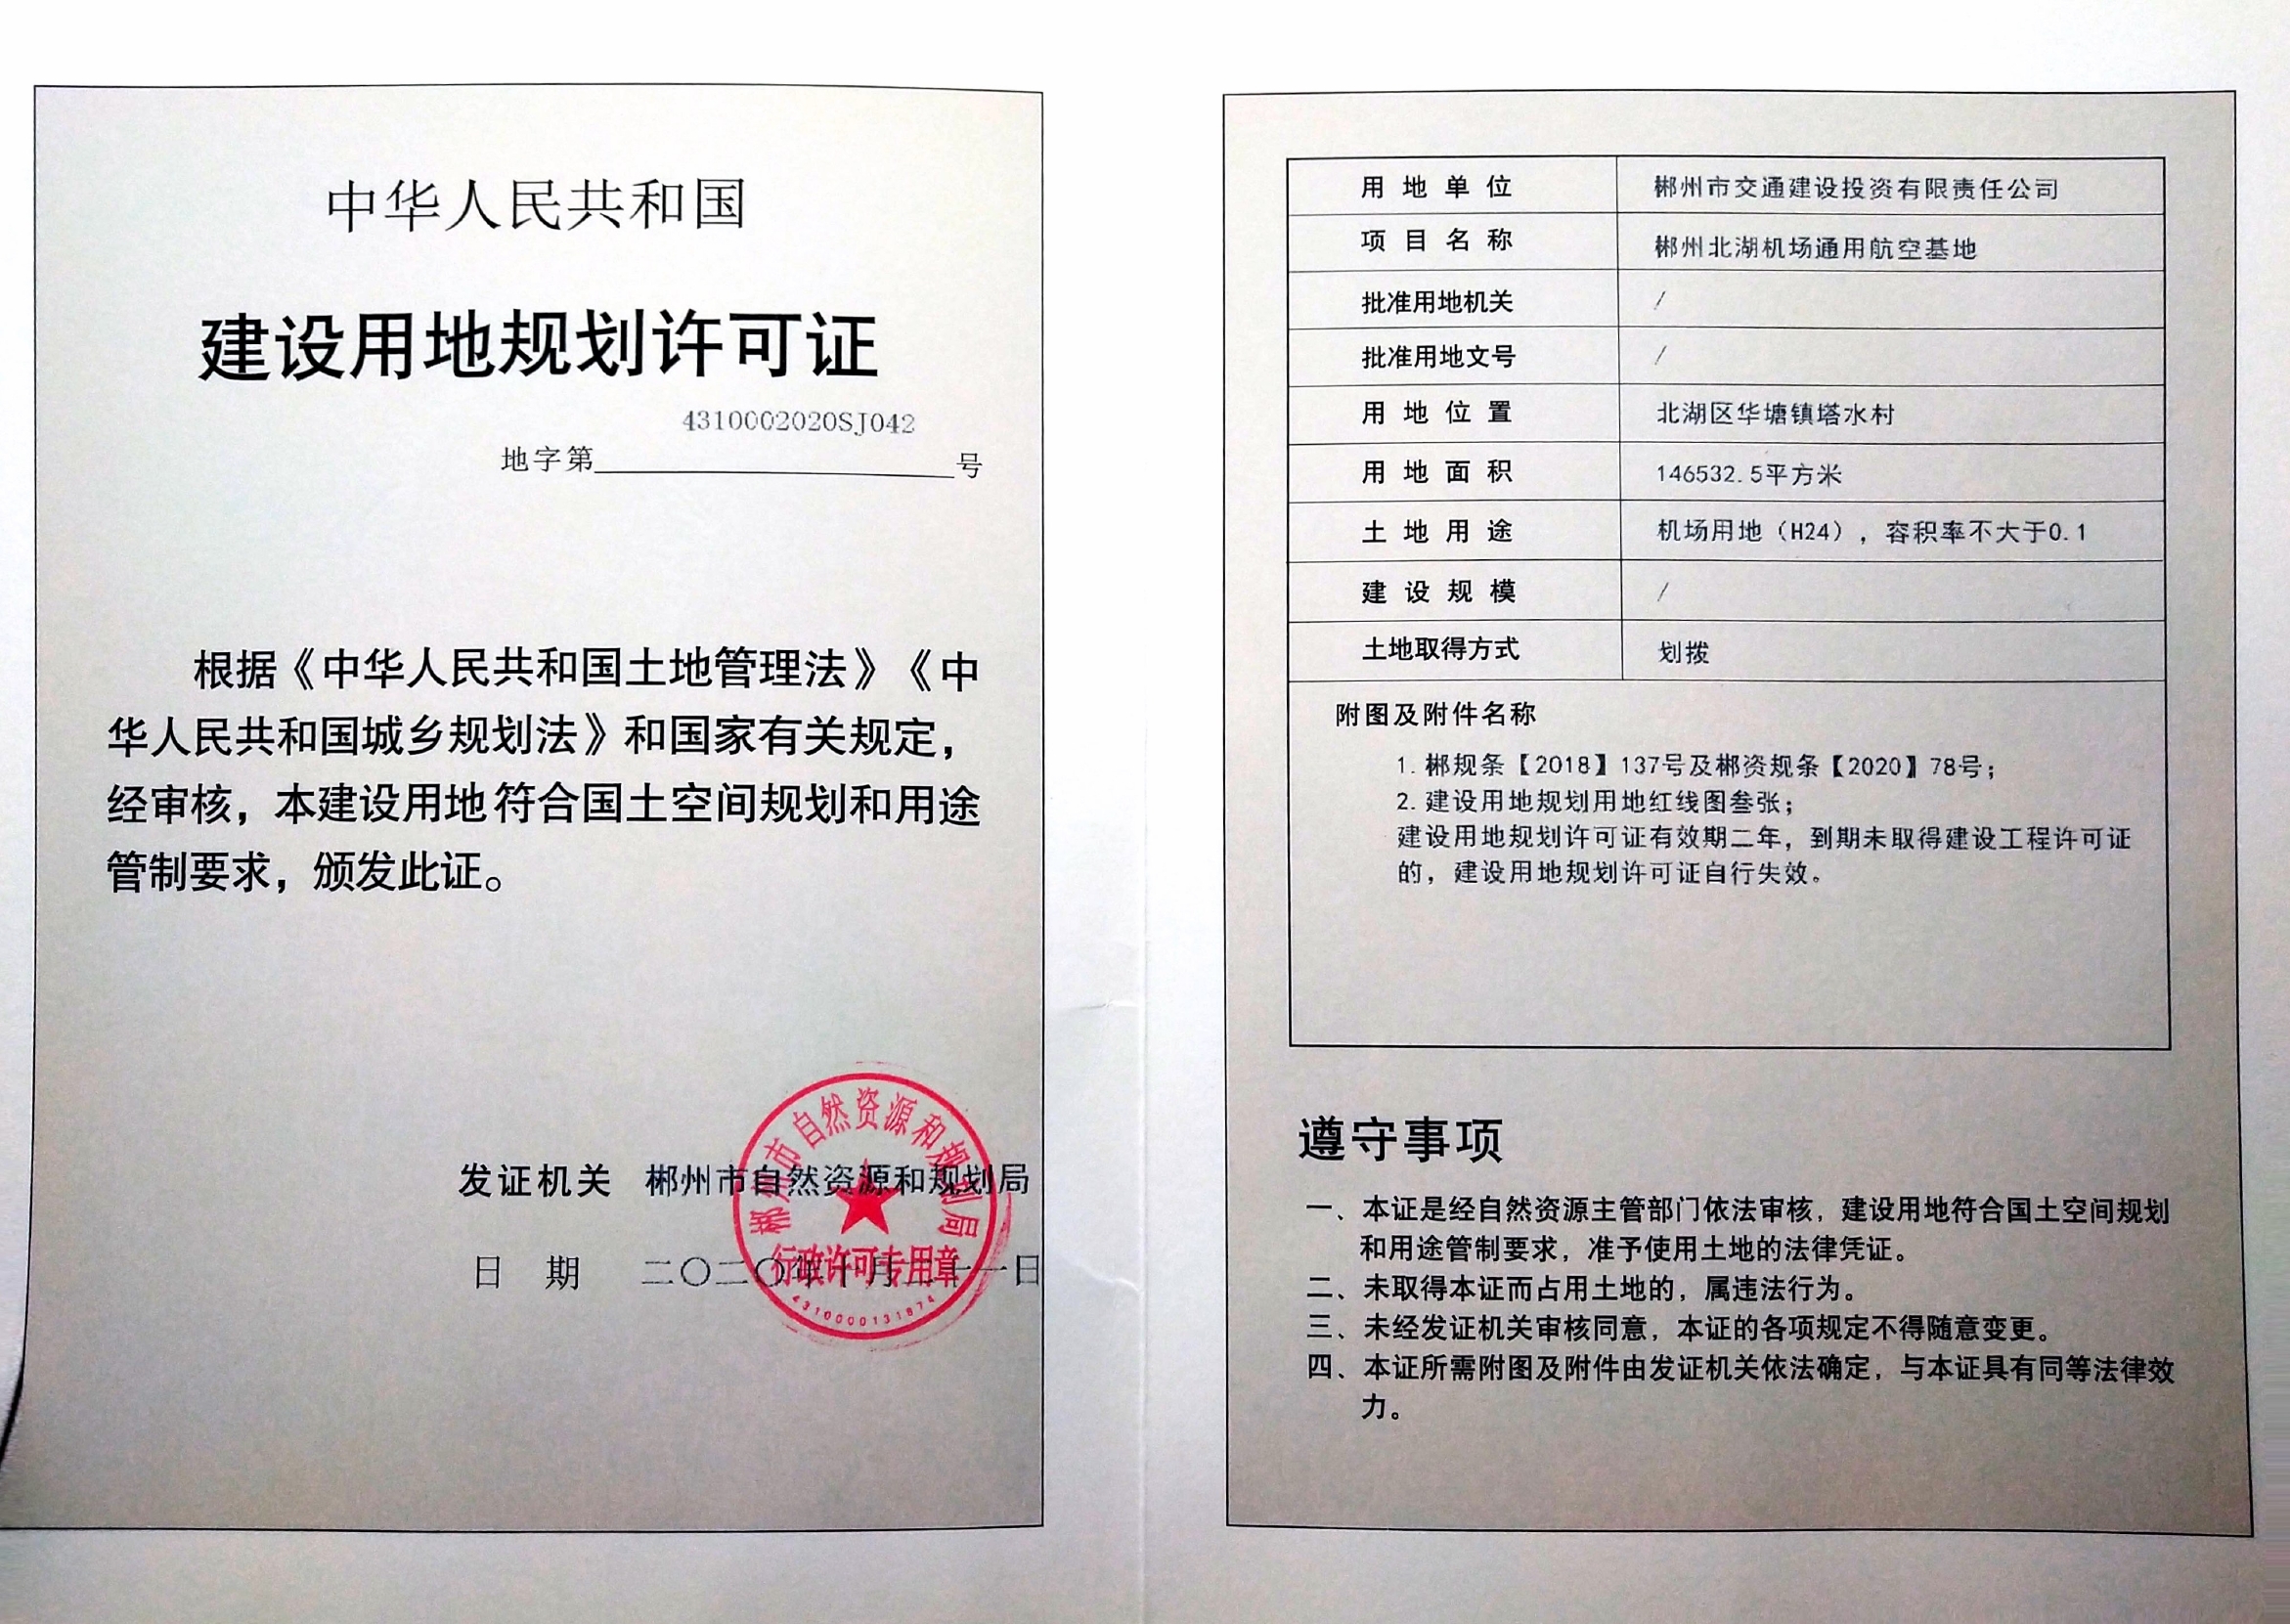 中华人民共和国
建设用地规划许可证
4310002020SJ042
地字第 号
根据《中华人民共和国土地管理法》《中
华人民共和国城乡规划法》和国家有关规定，
经审核，本建设用地符合国土空间规划和用途
管制要求，颁发此证。
发证机关 郴州市自然资源和规划局
日 期 二〇二〇年十月二十一日
郴州市自然资源和规划局
行政许可专用章
用地单位 郴州市交通建设投资有限责任公司
项目名称 郴州北湖机场通用航空基地
批准用地机关 /
批准用地文号 /
用地位置 北湖区华塘镇塔水村
用地面积 146532.5平方米
土地用途 机场用地（H24），容积率不大于0.1
建设规模 /
土地取得方式 划拨
附图及附件名称
1.郴规条【2018】137号及郴资规条【2020】78号；
2.建设用地规划用地红线图叁张；
建设用地规划许可证有效期二年，到期未取得建设工程许可证
的，建设用地规划许可证自行失效。
遵守事项
一、本证是经自然资源主管部门依法审核，建设用地符合国土空间规划
和用途管制要求，准予使用土地的法律凭证。
二、未取得本证而占用土地的，属违法行为。
三、未经发证机关审核同意，本证的各项规定不得随意变更。
四、本证所需附图及附件由发证机关依法确定，与本证具有同等法律效
力。